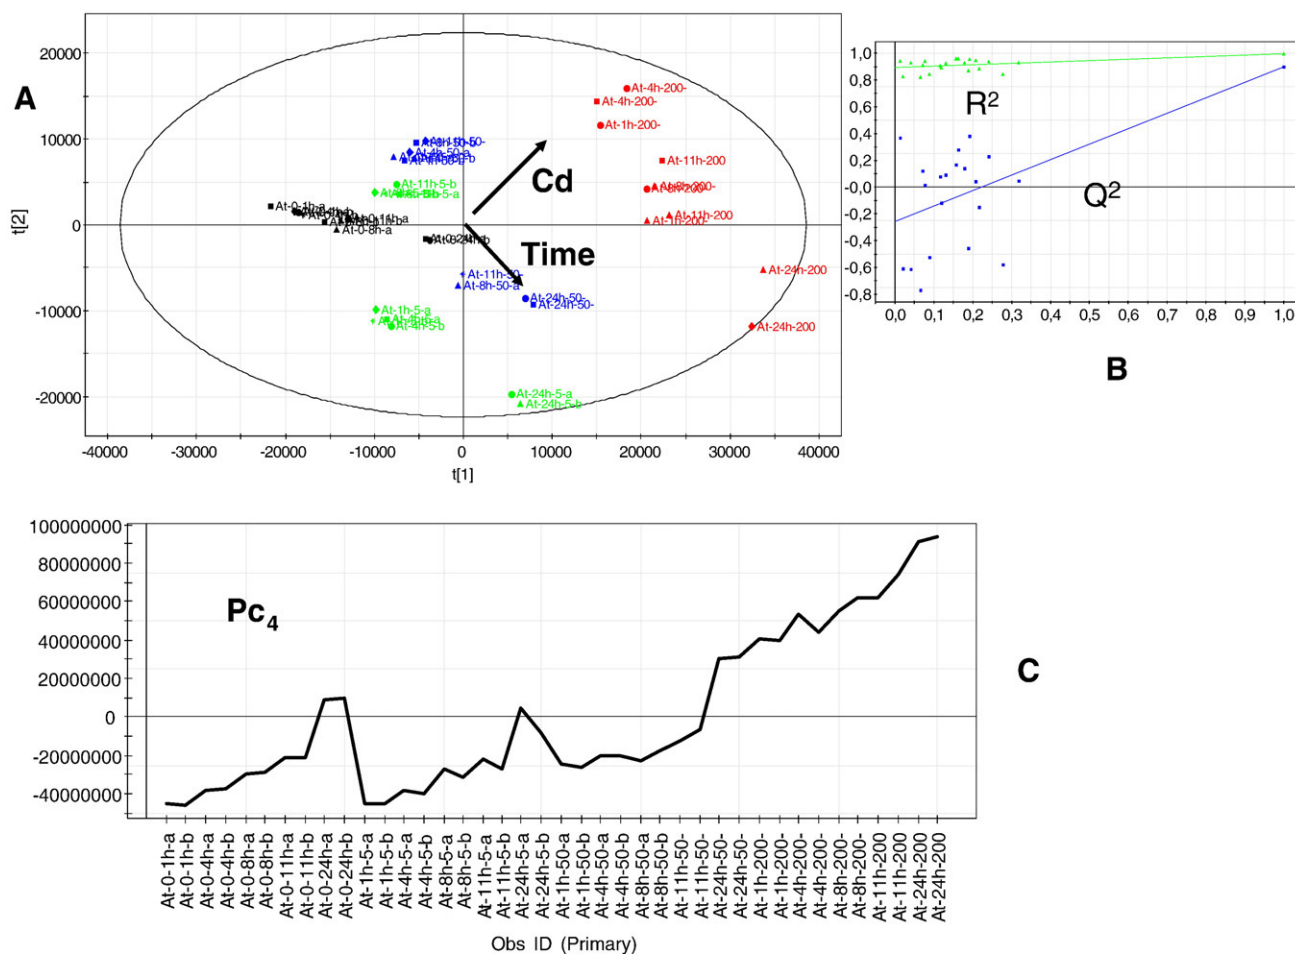 A
20000
10000
0
-10000
-20000
t[2]
At-4h-200-
At-4h-200-
At-1h-200-
At-11h-200
At-11h-200
At-1h-200-
At-24h-200
At-24h-200
At-4h-50-a
At-11h-5-b
At-0-1h-a
At-0-8h-a
Cd
Time
At-11h-50-
At-8h-50-a
At-24h-50-
At-24h-50-
At-1h-5-a
At-4h-5-b
At-24h-5-a
At-24h-5-b
-40000 -30000 -20000 -10000 0 10000 20000 30000 40000
t[1]
1,0
0,8
0,4
0,2
-0,0
-0,2
-0,4
-0,6
-0,8
R2
Q2
0,0 0,1 0,2 0,3 0,4 0,5 0,6 0,7 0,8 0,9 1,0
B
100000000
80000000
60000000
40000000
20000000
0
-20000000
-40000000
Pc4
C
At-0-1h-a
At-0-1h-b
At-0-4h-a
At-0-4h-b
At-0-8h-a
At-0-8h-b
At-0-11h-a
At-0-11h-b
At-0-24h-a
At-0-24h-b
At-1h-5-a
At-1h-5-b
At-4h-5-a
At-4h-5-b
At-8h-5-a
At-8h-5-b
At-11h-5-a
At-11h-5-b
At-24h-5-a
At-24h-5-b
At-1h-50-a
At-1h-50-b
At-4h-50-a
At-4h-50-b
At-8h-50-a
At-8h-50-b
At-11h-50-
At-11h-50-
At-24h-50-
At-24h-50-
At-1h-200-
At-1h-200-
At-4h-200-
At-4h-200-
At-8h-200-
At-8h-200-
At-11h-200
At-11h-200
At-24h-200
At-24h-200
Obs ID (Primary)